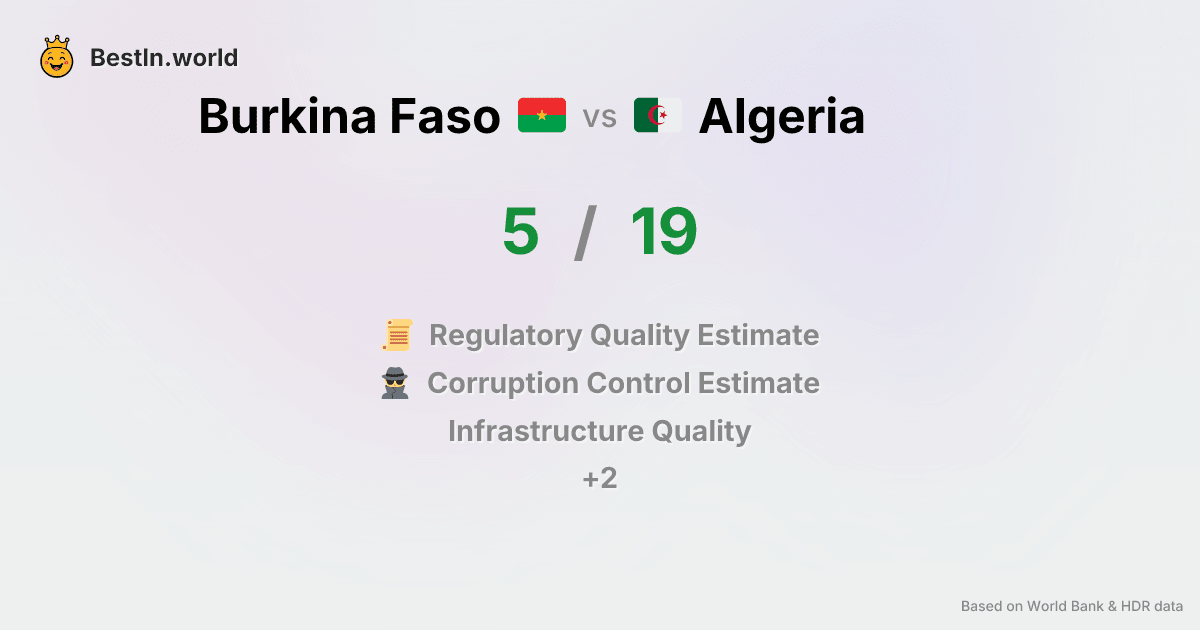 BestIn.world
Burkina Faso vs Algeria
5 / 19
Regulatory Quality Estimate
Corruption Control Estimate
Infrastructure Quality
+2
Based on World Bank & HDR data